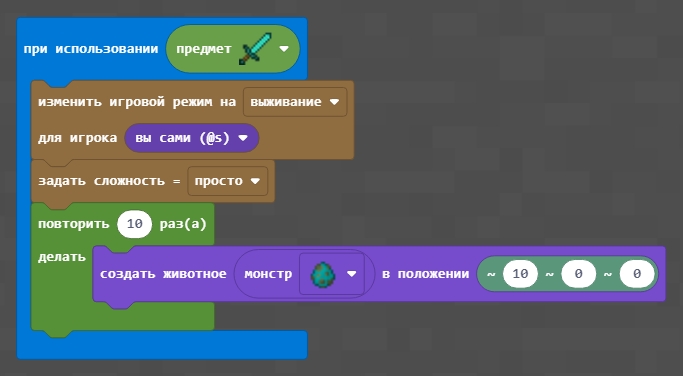 при использовании предмет
изменить игровой режим на выживание
для игрока вы сами (@s)
задать сложность = просто
повторить 10 раз(а)
делать
создать животное монстр в положении ~ 10 ~ 0 ~ 0